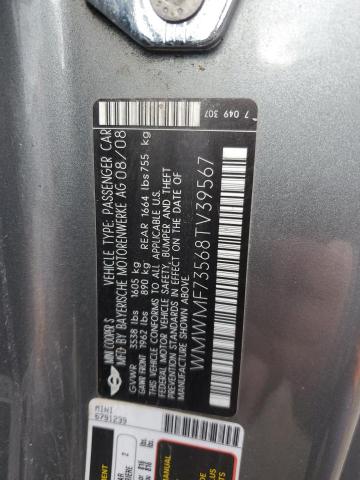 MINI COOPER S
VEHICLE TYPE: PASSENGER CAR
MFG BY BAYERISCHE MOTORENWERKE AG 08/08
GVWR 3538 lbs 1605 kg
GAWR FRONT 1962 lbs 890 kg REAR 1664 lbs 755 kg
THIS VEHICLE CONFORMS TO ALL APPLICABLE
FEDERAL MOTOR VEHICLE SAFETY, BUMPER AND THEFT
PREVENTION STANDARDS IN EFFECT ON THE DATE
OF MANUFACTURE SHOWN ABOVE
WMWMF73568TV39567
7 049 307
MINI
6791239
MANUAL